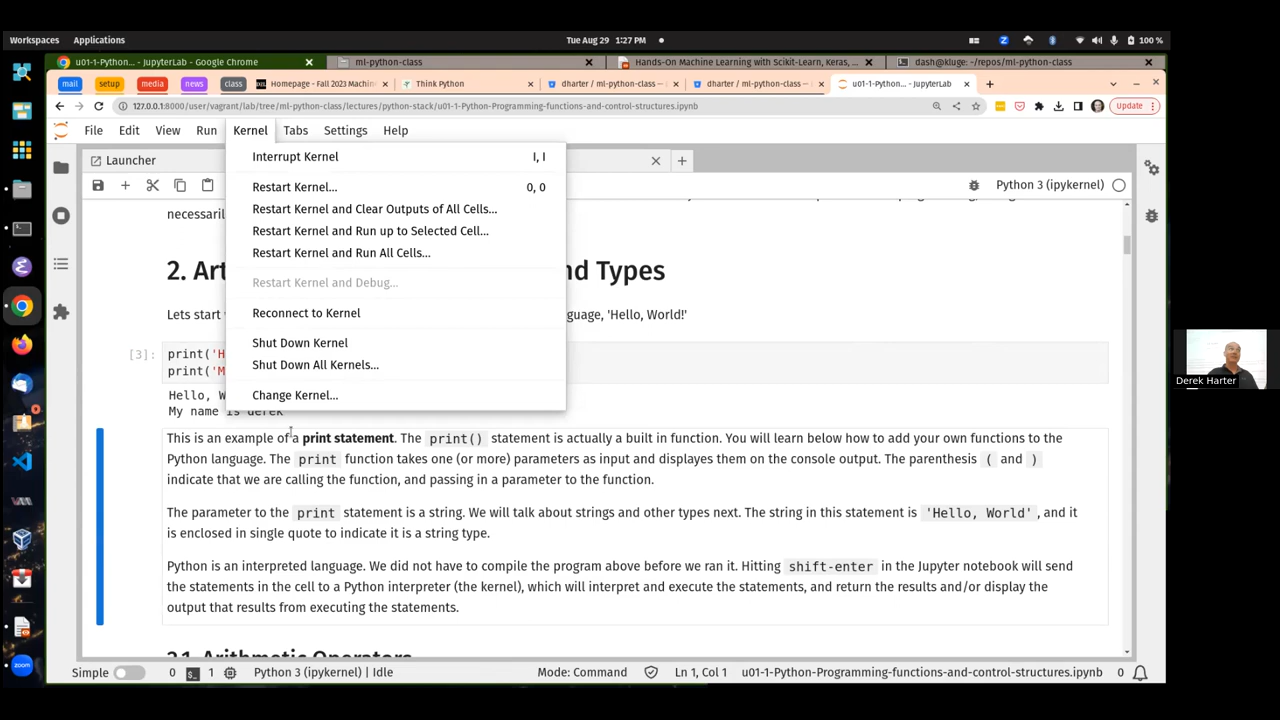 Workspaces Applications Tue Aug 29 1:27 PM 100 %
u01-1-Python... - JupyterLab - Google Chrome ml-python-class Hands-On Machine Learning with Scikit-Learn, Keras, ... dash@kluge: ~/repos/ml-python-class
mail setup media news class Homepage - Fall 2023 Machin Think Python dharter / ml-python-class — dharter / ml-python-class — u01-1-Python... - JupyterLab
127.0.0.1:8000/user/vagrant/lab/tree/ml-python-class/lectures/python-stack/u01-1-Python-Programming-functions-and-control-structures.ipynb Update
File Edit View Run Kernel Tabs Settings Help
Launcher
Interrupt Kernel I, I
Restart Kernel... 0, 0
Restart Kernel and Clear Outputs of All Cells...
Restart Kernel and Run up to Selected Cell...
Restart Kernel and Run All Cells...
Restart Kernel and Debug...
Reconnect to Kernel
Shut Down Kernel
Shut Down All Kernels...
Change Kernel...
Python 3 (ipykernel)
necessaril
2. Ar nd Types
Lets start guage, 'Hello, World!'
[3]: print('H
print('M
Hello, W
My name is derek
This is an example of a print statement. The print() statement is actually a built in function. You will learn below how to add your own functions to the
Python language. The print function takes one (or more) parameters as input and displayes them on the console output. The parenthesis ( and )
indicate that we are calling the function, and passing in a parameter to the function.
The parameter to the print statement is a string. We will talk about strings and other types next. The string in this statement is 'Hello, World', and it
is enclosed in single quote to indicate it is a string type.
Python is an interpreted language. We did not have to compile the program above before we ran it. Hitting shift-enter in the Jupyter notebook will send
the statements in the cell to a Python interpreter (the kernel), which will interpret and execute the statements, and return the results and/or display the
output that results from executing the statements.
2.1. Arithmetic Operators
Simple 0 1 Python 3 (ipykernel) | Idle Mode: Command Ln 1, Col 1 u01-1-Python-Programming-functions-and-control-structures.ipynb 0
zoom
Derek Harter